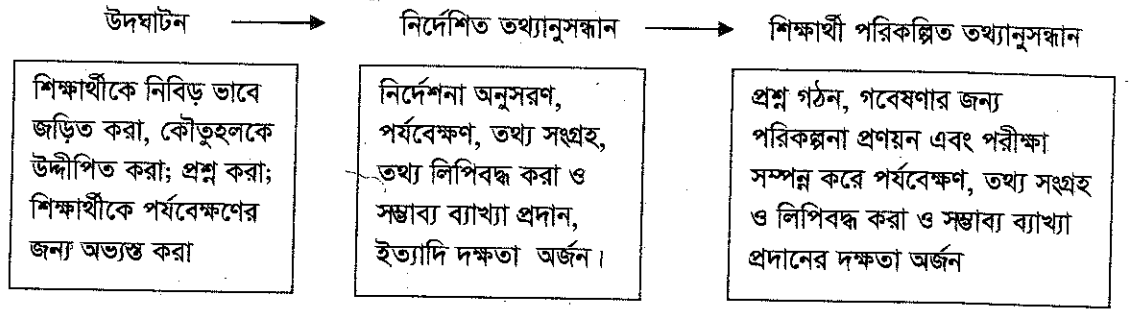 উদঘাটন নির্দেশিত তথ্যানুসন্ধান শিক্ষার্থী পরিকল্পিত তথ্যানুসন্ধান
শিক্ষার্থীকে নিবিড় ভাবে
জড়িত করা, কৌতুহলকে
উদ্দীপিত করা; প্রশ্ন করা;
শিক্ষার্থীকে পর্যবেক্ষণের
জন্য অভ্যস্ত করা
নির্দেশনা অনুসরণ,
পর্যবেক্ষণ, তথ্য সংগ্রহ,
তথ্য লিপিবদ্ধ করা ও
সম্ভাব্য ব্যাখ্যা প্রদান,
ইত্যাদি দক্ষতা অর্জন।
প্রশ্ন গঠন, গবেষণার জন্য
পরিকল্পনা প্রণয়ন এবং পরীক্ষা
সম্পন্ন করে পর্যবেক্ষণ, তথ্য সংগ্রহ
ও লিপিবদ্ধ করা ও সম্ভাব্য ব্যাখ্যা
প্রদানের দক্ষতা অর্জন